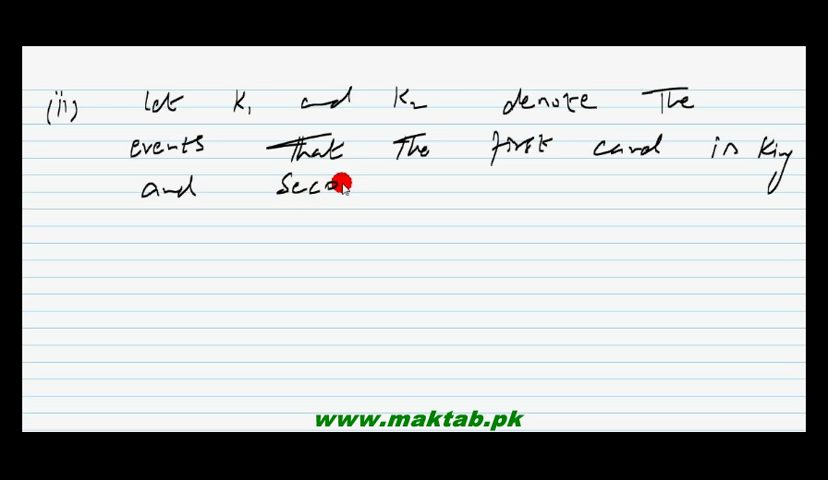 (ii) let K₁ and K₂ denote The
events That The first card is King
and Seco
www.maktab.pk